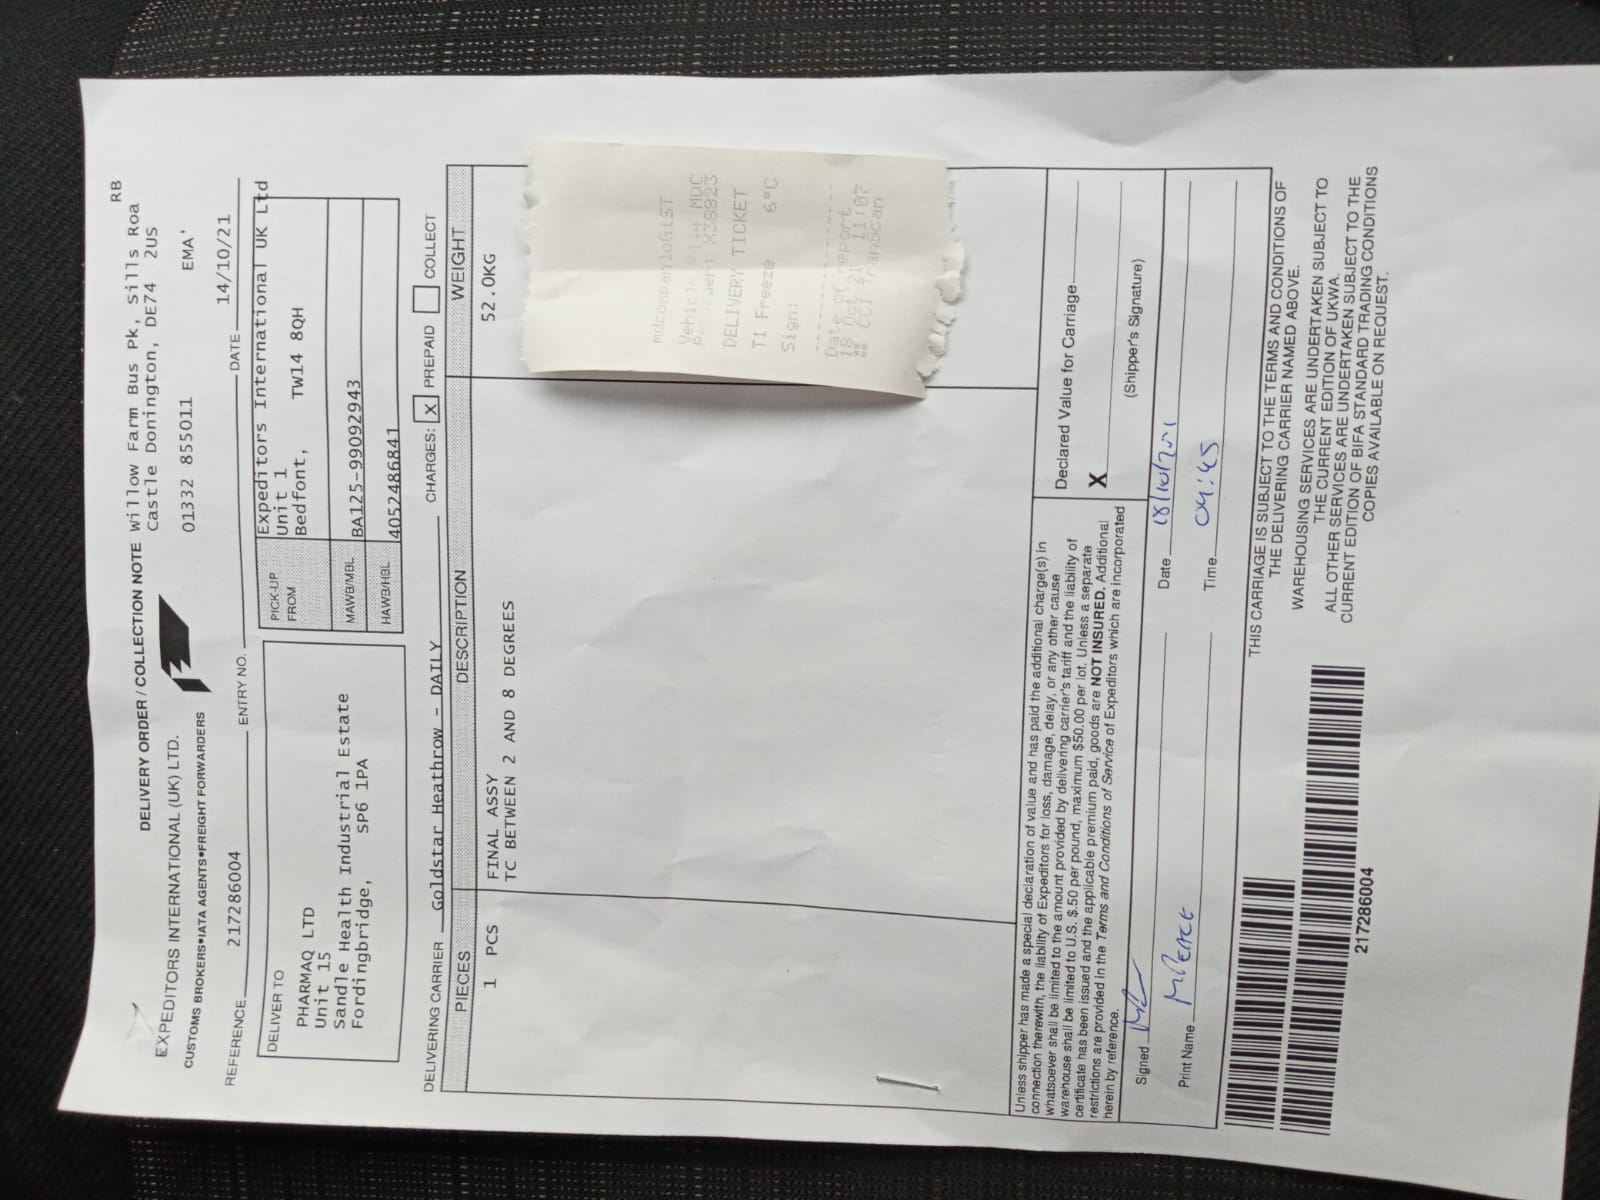 RB
DELIVERY ORDER / COLLECTION NOTE Willow Farm Bus Pk, Sills Roa
EXPEDITORS INTERNATIONAL (UK) LTD.
Castle Donington, DE74 2US
CUSTOMS BROKERS•IATA AGENTS•FREIGHT FORWARDERS
01332 855011 EMA'
REFERENCE 217286004 ENTRY NO. DATE 14/10/21
DELIVER TO
PHARMAQ LTD
Unit 15
Sandle Health Industrial Estate
Fordingbridge, SP6 1PA
PICK-UP
FROM
Expeditors International UK Ltd
Unit 1
Bedfont, TW14 8QH
MAWB/MBL BA125-99092943
HAWB/HBL 4052486841
DELIVERING CARRIER Goldstar Heathrow - DAILY CHARGES: X PREPAID COLLECT
PIECES DESCRIPTION WEIGHT
1 PCS FINAL ASSY 52.0KG
TC BETWEEN 2 AND 8 DEGREES
Vehicle MDC
X38823
DELIVERY TICKET
T1 Freeze 6°C
Sign:
Date of report
18 Oct 21 11:07
** CCI TranScan
Unless shipper has made a special declaration of value and has paid the additional charge(s) in
connection therewith, the liability of Expeditors for loss, damage, delay, or any other cause
whatsoever shall be limited to the amount provided by delivering carrier's tariff and the liability of
warehouse shall be limited to U.S. $.50 per pound, maximum $50.00 per lot. Unless a separate
certificate has been issued and the applicable premium paid, goods are NOT INSURED. Additional
restrictions are provided in the Terms and Conditions of Service of Expeditors which are incorporated
herein by reference.
Declared Value for Carriage
X
(Shipper's Signature)
Signed Date 18/10/2021
Print Name M PEACE Time 09:45
THIS CARRIAGE IS SUBJECT TO THE TERMS AND CONDITIONS OF
THE DELIVERING CARRIER NAMED ABOVE.
WAREHOUSING SERVICES ARE UNDERTAKEN SUBJECT TO
THE CURRENT EDITION OF UKWA.
ALL OTHER SERVICES ARE UNDERTAKEN SUBJECT TO THE
CURRENT EDITION OF BIFA STANDARD TRADING CONDITIONS
COPIES AVAILABLE ON REQUEST.
217286004